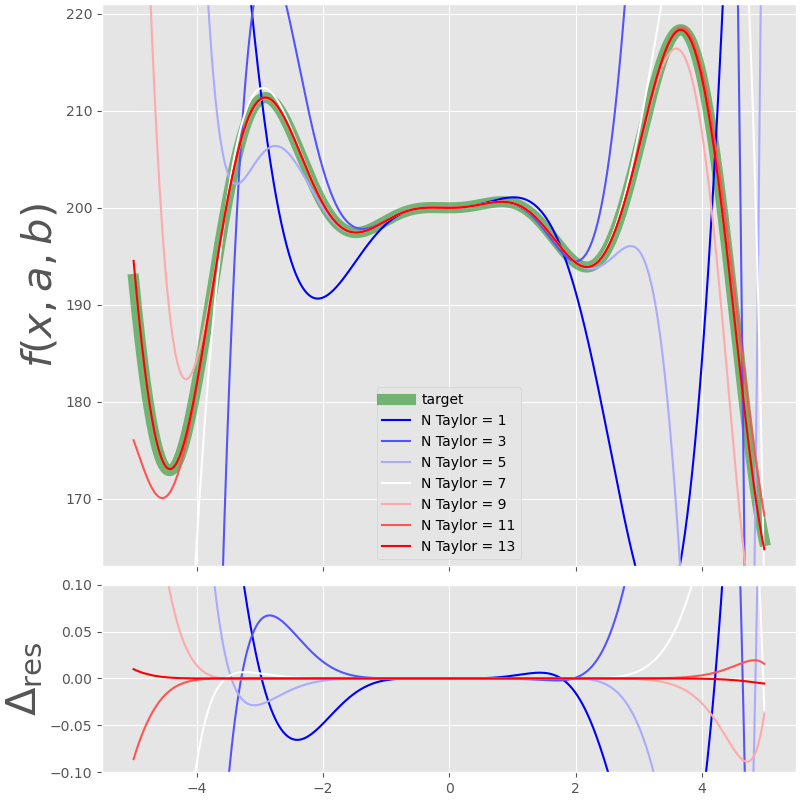 220
210
200
190
180
170
f(x, a, b)
target
N Taylor = 1
N Taylor = 3
N Taylor = 5
N Taylor = 7
N Taylor = 9
N Taylor = 11
N Taylor = 13
0.10
0.05
0.00
−0.05
−0.10
Δres
−4 −2 0 2 4